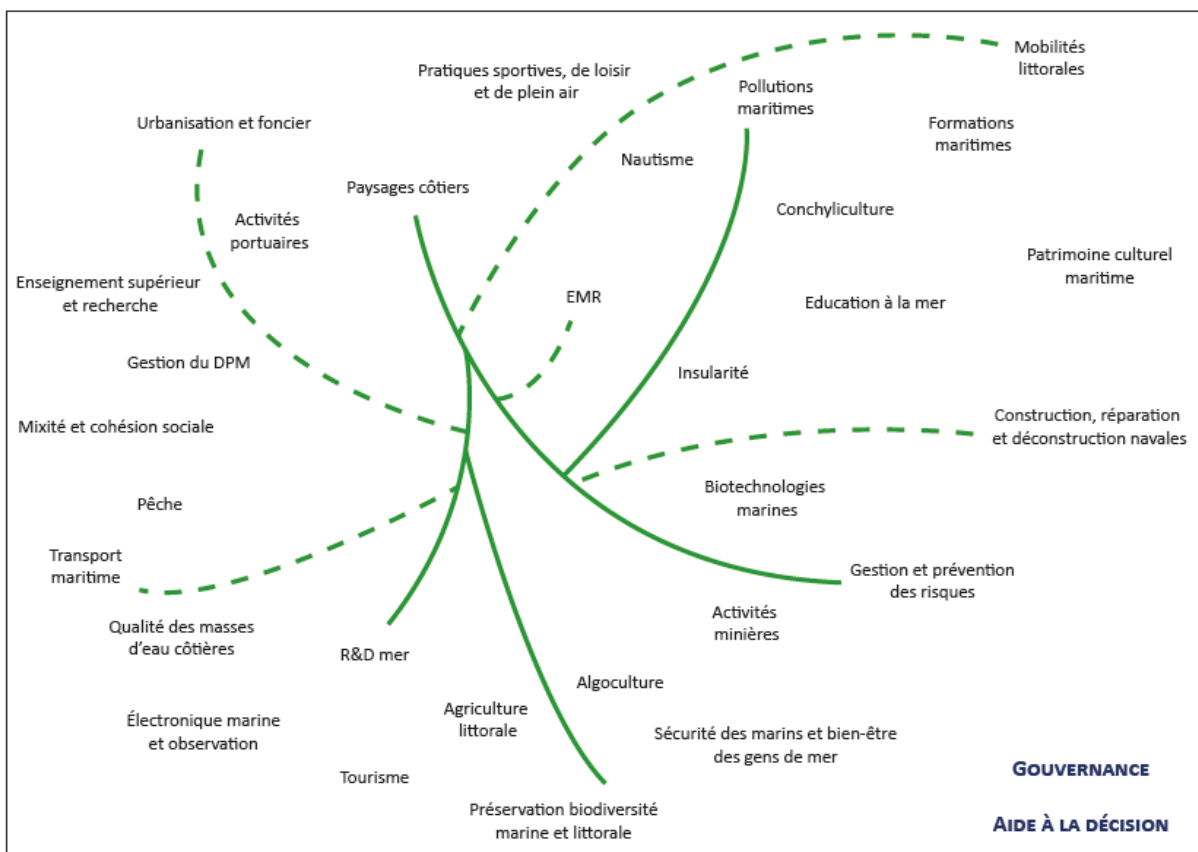 Mobilités
littorales
Pratiques sportives, de loisir
et de plein air
Pollutions
maritimes
Urbanisation et foncier
Formations
maritimes
Nautisme
Paysages côtiers
Conchyliculture
Activités
portuaires
Patrimoine culturel
maritime
Enseignement supérieur
et recherche
EMR
Education à la mer
Gestion du DPM
Insularité
Mixité et cohésion sociale
Construction, réparation
et déconstruction navales
Biotechnologies
marines
Pêche
Transport
maritime
Gestion et prévention
des risques
Activités
minières
Qualité des masses
d'eau côtières
R&D mer
Algoculture
Agriculture
littorale
Électronique marine
et observation
Sécurité des marins et bien-être
des gens de mer
Tourisme
GOUVERNANCE
Préservation biodiversité
marine et littorale
AIDE À LA DÉCISION